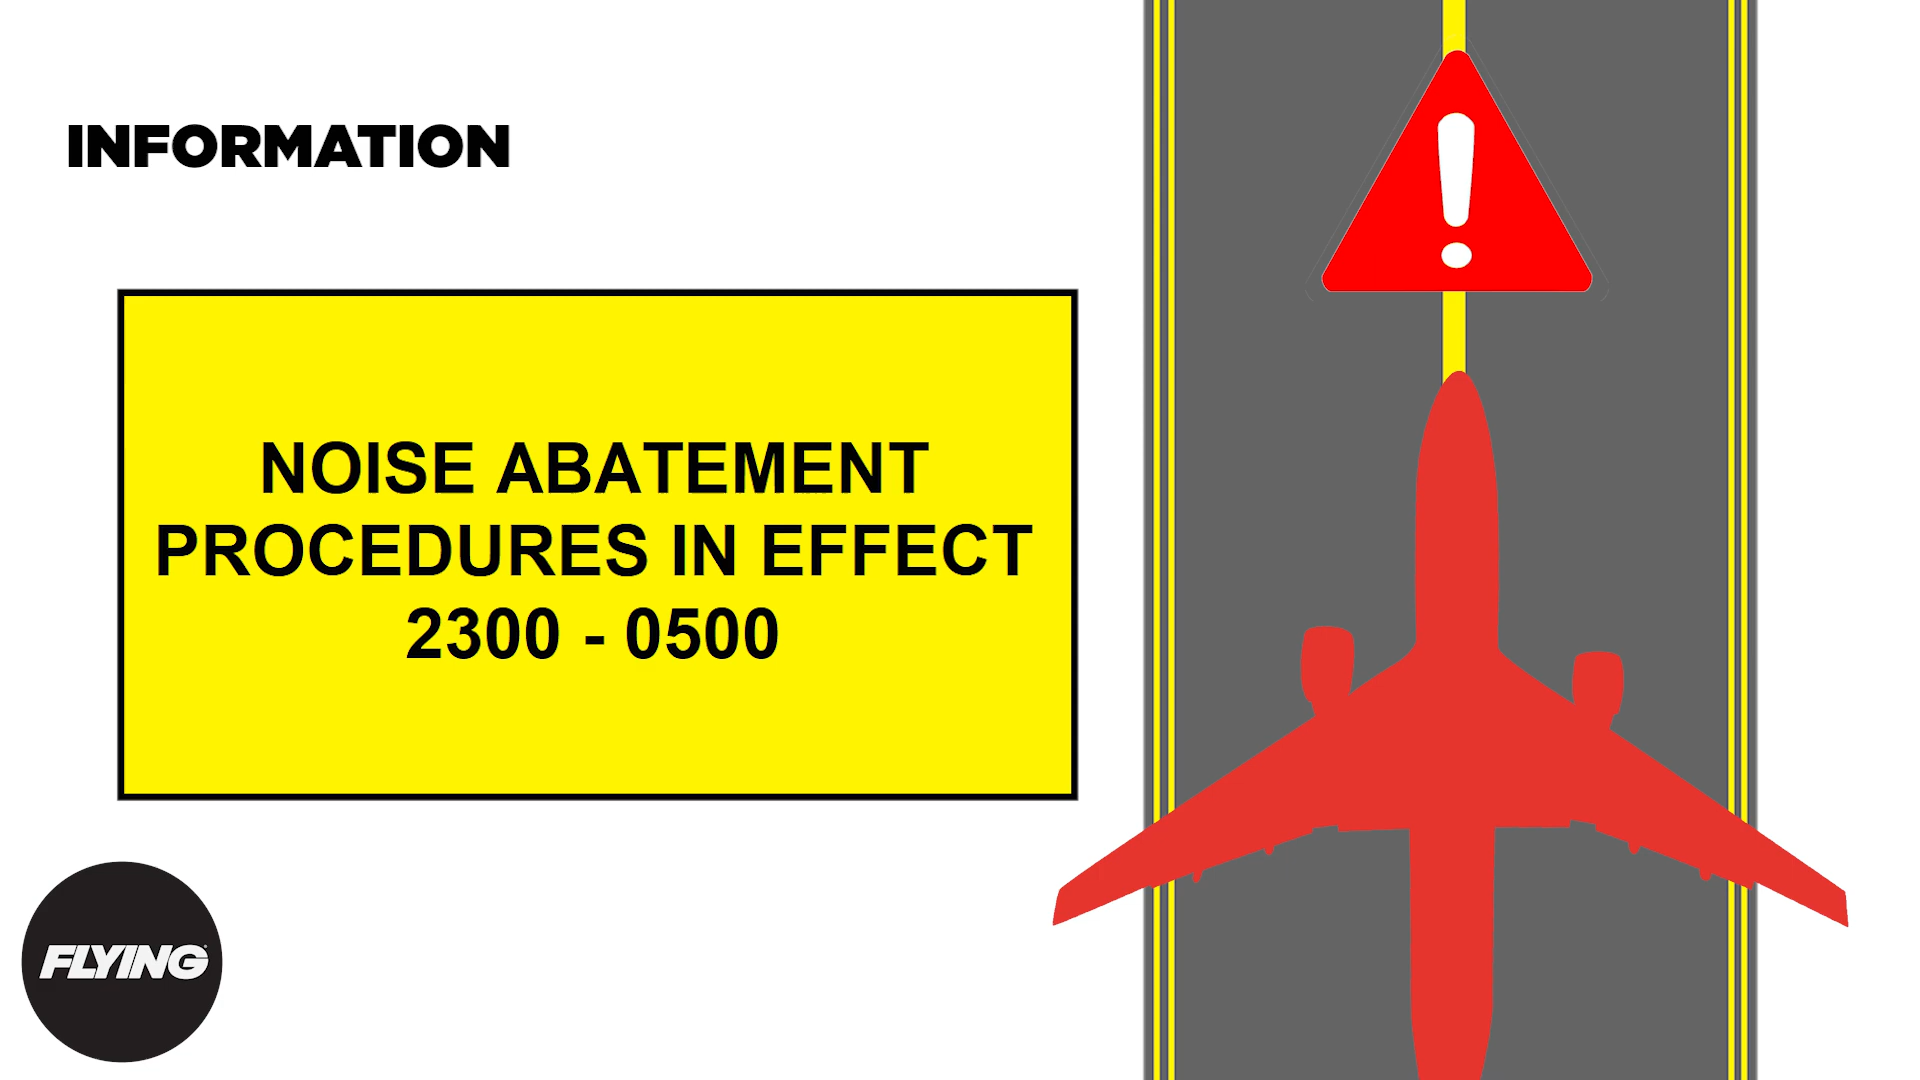 INFORMATION
NOISE ABATEMENT
PROCEDURES IN EFFECT
2300 - 0500
FLYING